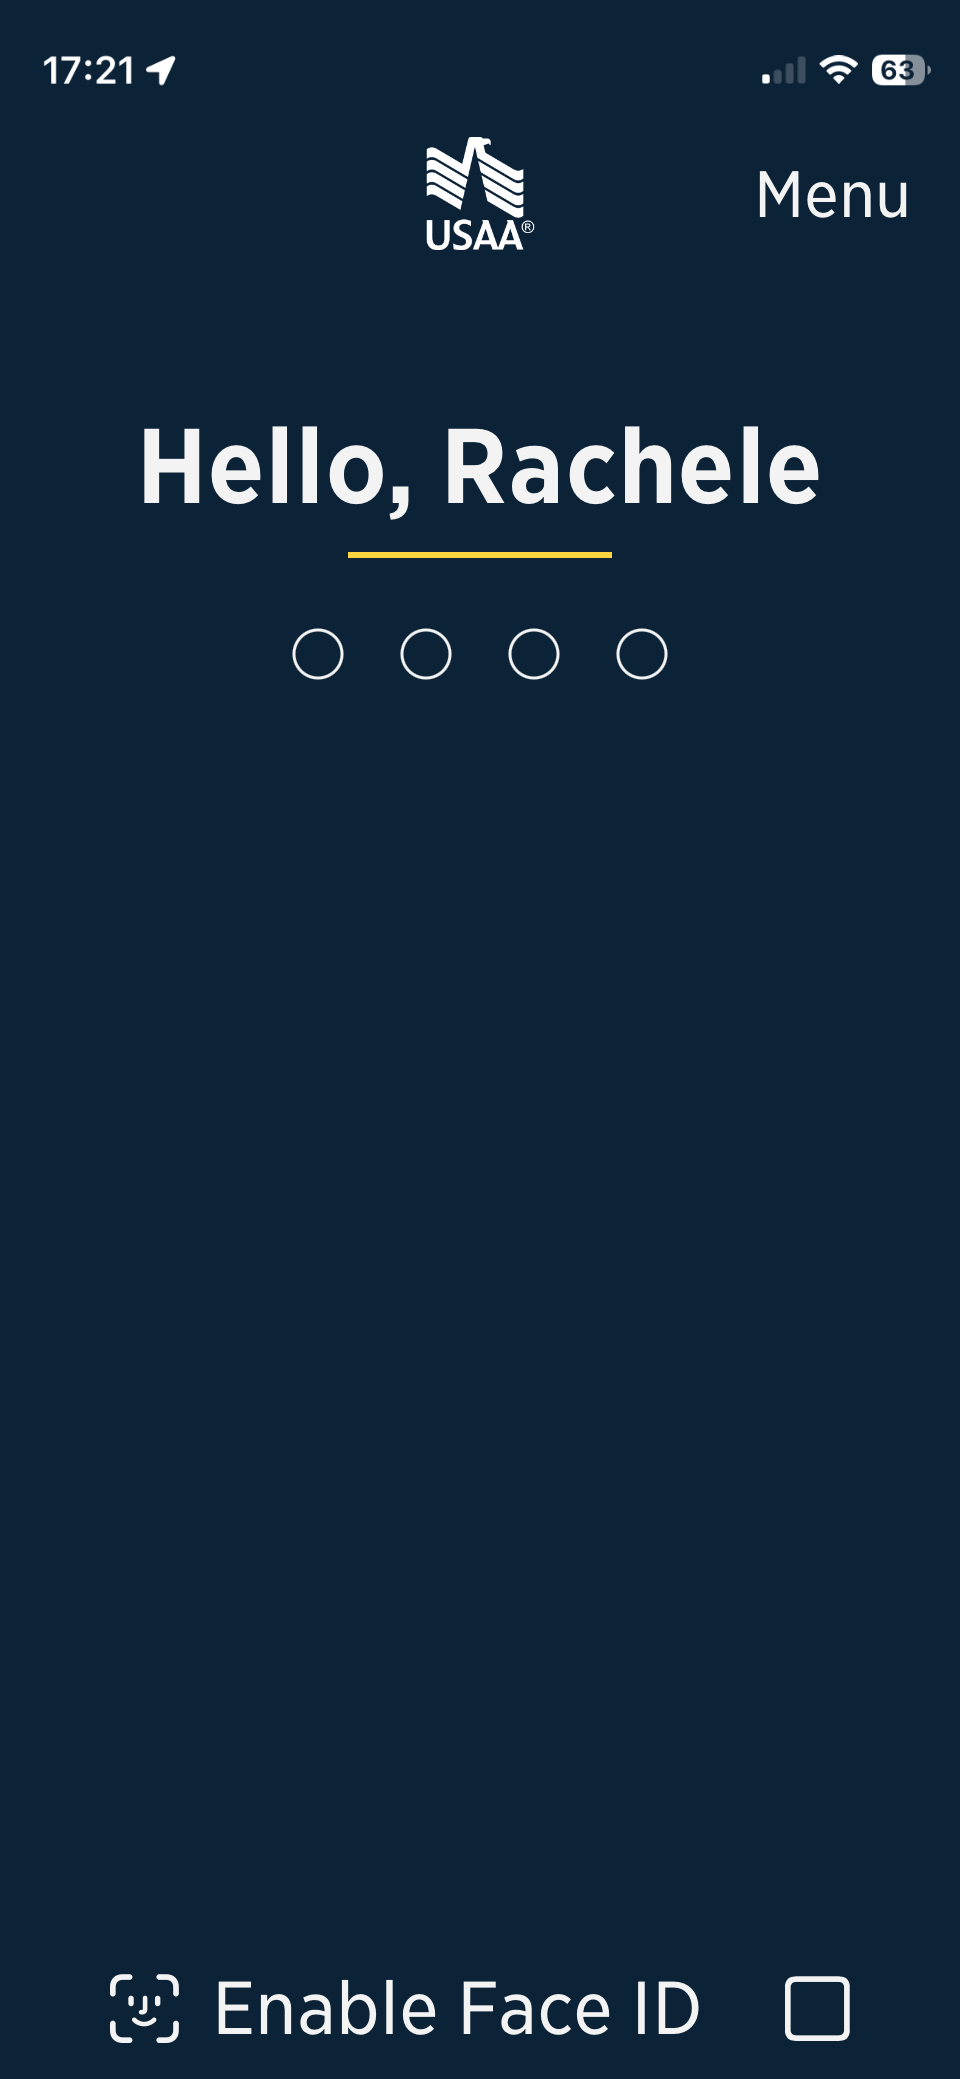 17:21
63
Menu
USAA®
Hello, Rachele
Enable Face ID